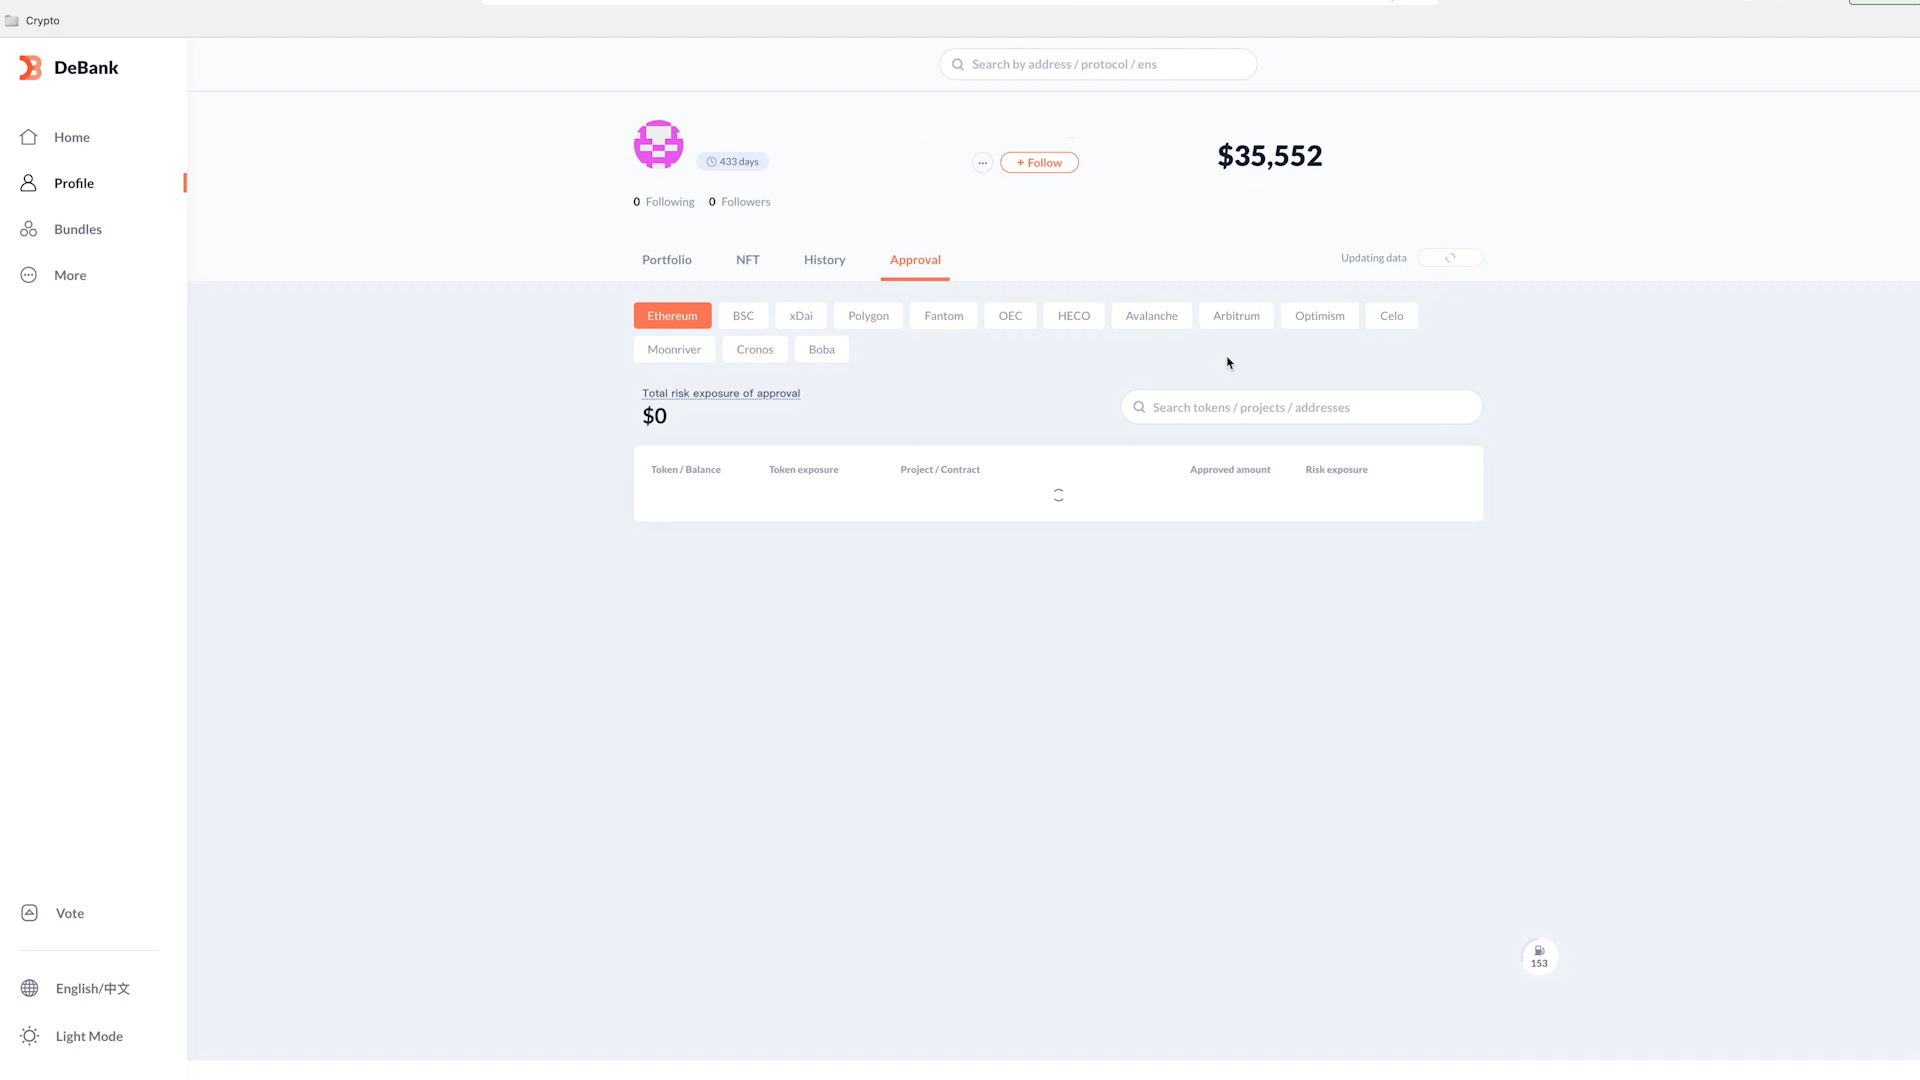 Crypto
DeBank
Search by address / protocol / ens
Home
Profile
Bundles
More
433 days
...
+ Follow
$35,552
0 Following 0 Followers
Portfolio NFT History Approval
Updating data
Ethereum BSC xDai Polygon Fantom OEC HECO Avalanche Arbitrum Optimism Celo
Moonriver Cronos Boba
Total risk exposure of approval
$0
Search tokens / projects / addresses
Token / Balance Token exposure Project / Contract Approved amount Risk exposure
Vote
153
English/中文
Light Mode